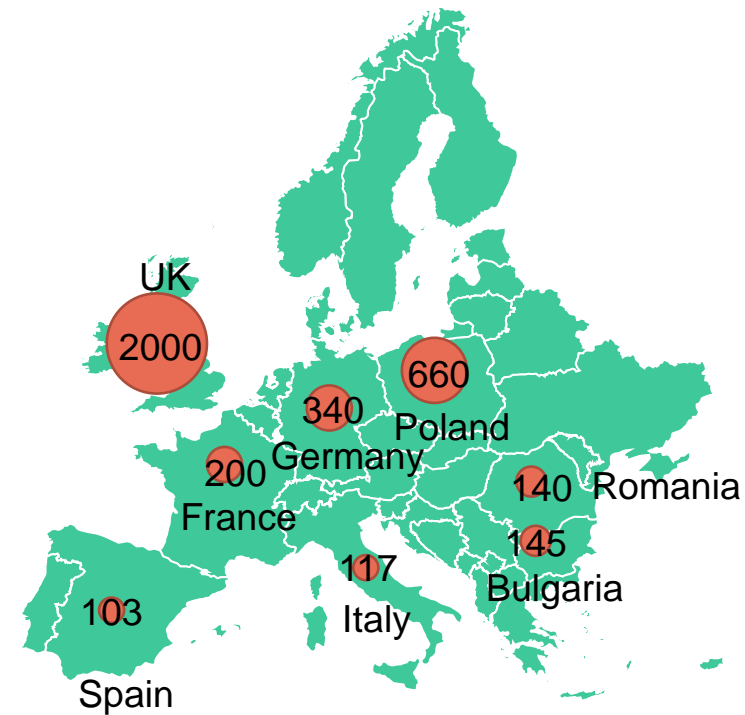 UK
2000
660
340
Poland
Germany
200
140
Romania
France
145
117
Bulgaria
103
Italy
Spain